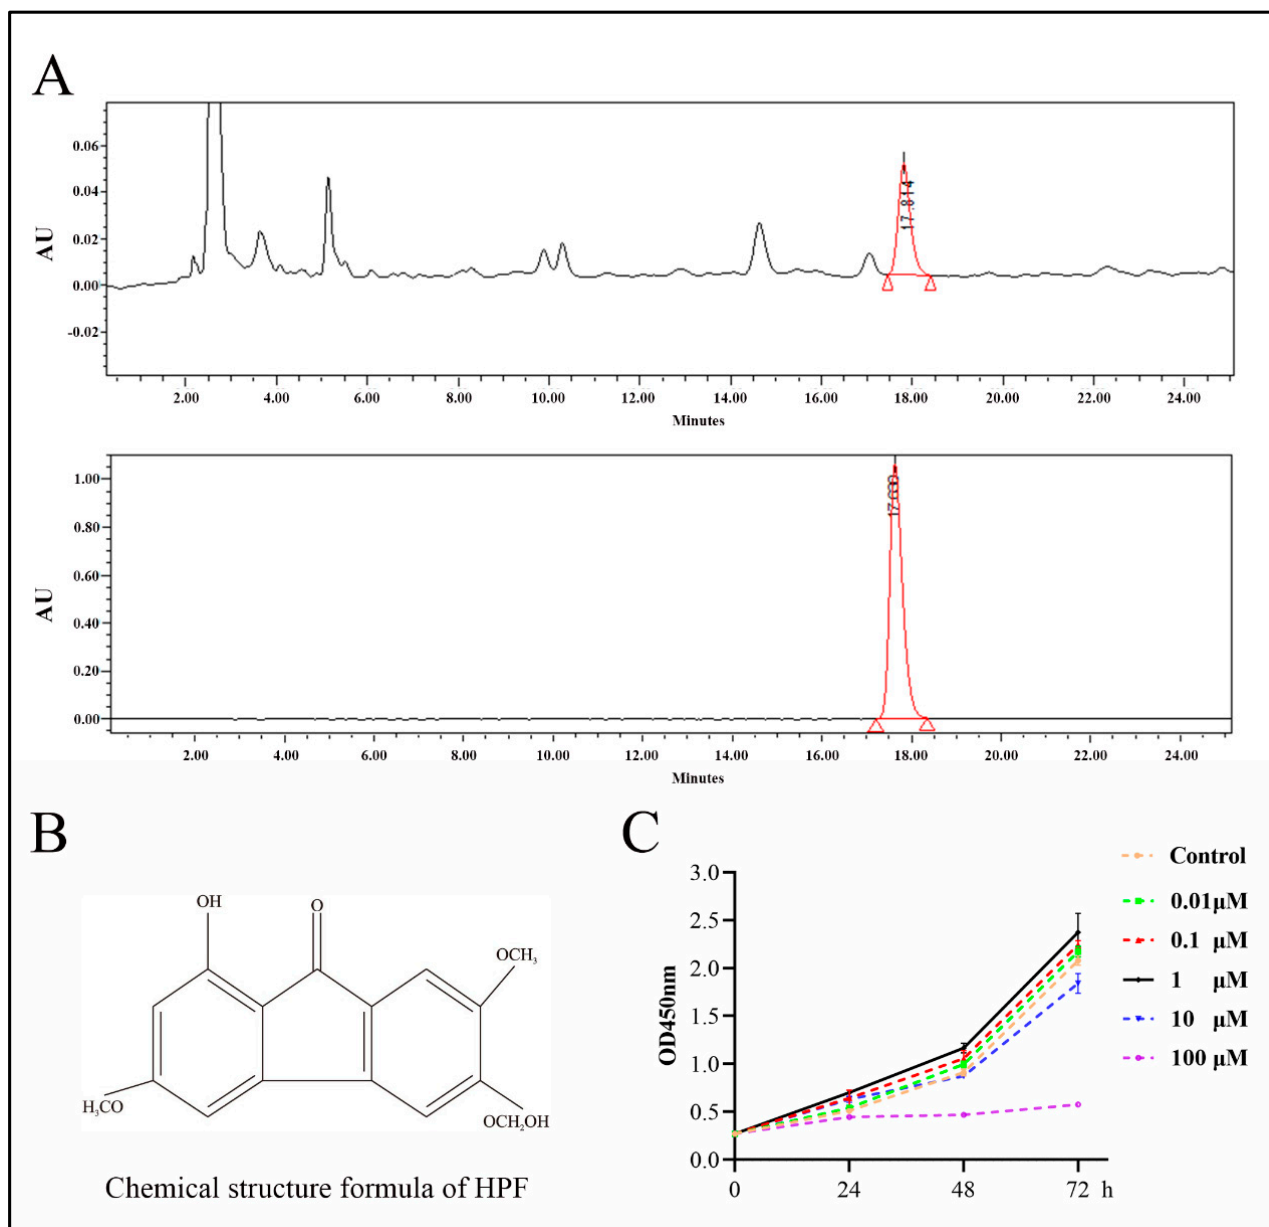 A
AU
0.06
0.04
0.02
0.00
-0.02
17.814
2.00 4.00 6.00 8.00 10.00 12.00 14.00 16.00 18.00 20.00 22.00 24.00
Minutes
AU
1.00
0.80
0.60
0.40
0.20
0.00
2.00 4.00 6.00 8.00 10.00 12.00 14.00 16.00 18.00 20.00 22.00 24.00
Minutes
B
OH
O
OCH₃
H₃CO
OCH₂OH
Chemical structure formula of HPF
C
OD450nm
3.0
2.5
2.0
1.5
1.0
0.5
0.0
0 24 48 72 h
Control
0.01μM
0.1 μM
1 μM
10 μM
100 μM